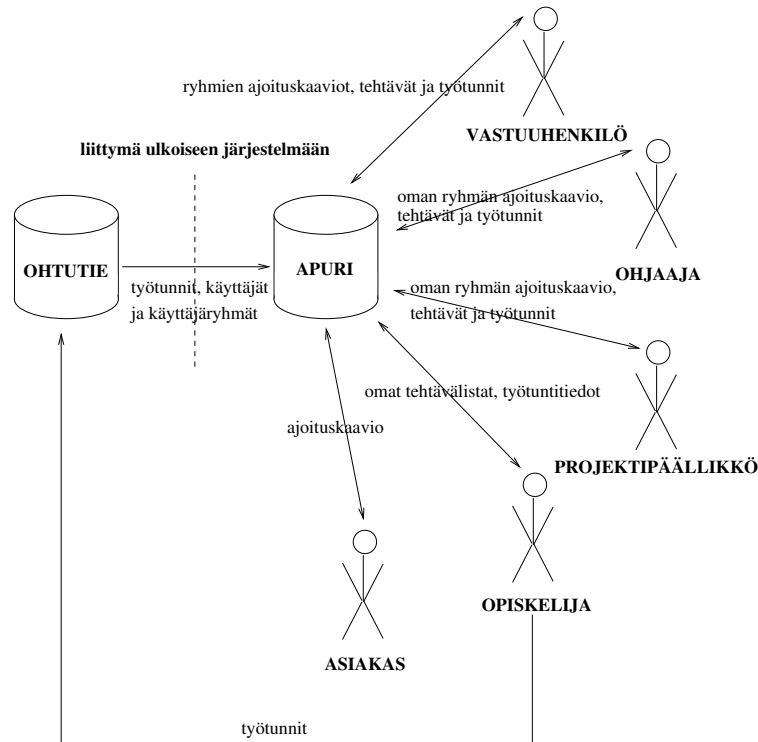 ryhmien ajoituskaaviot, tehtävät ja työtunnit
VASTUUHENKILÖ
liittymä ulkoiseen järjestelmään
oman ryhmän ajoituskaavio,
tehtävät ja työtunnit
OHJAAJA
OHTUTIE
APURI
työtunnit, käyttäjät
ja käyttäjäryhmät
oman ryhmän ajoituskaavio,
tehtävät ja työtunnit
PROJEKTIPÄÄLLIKKÖ
omat tehtävälistat, työtuntitiedot
ajoituskaavio
OPISKELIJA
ASIAKAS
työtunnit